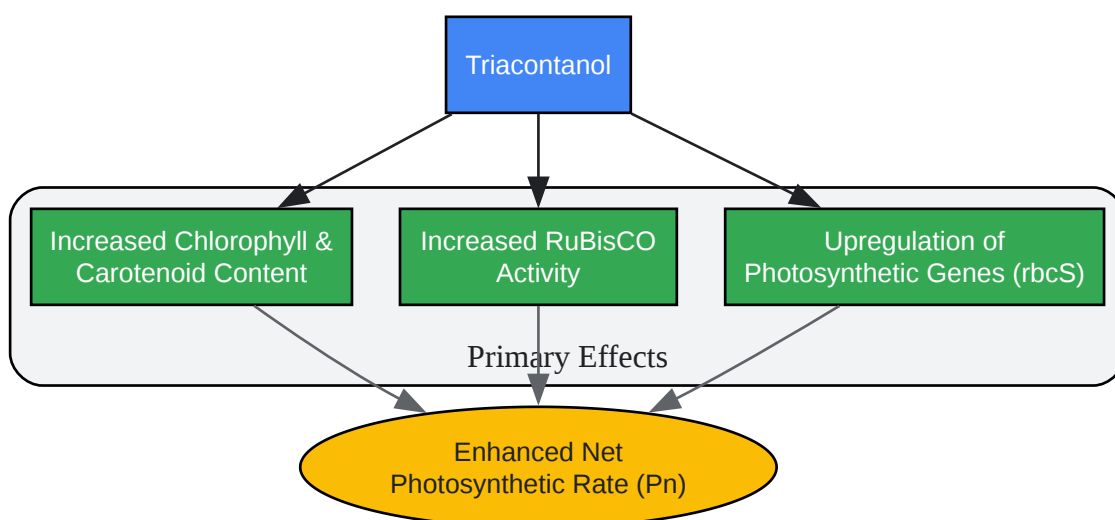 Triacontanol
Increased Chlorophyll &
Carotenoid Content
Increased RuBisCO
Activity
Upregulation of
Photosynthetic Genes (rbcS)
Primary Effects
Enhanced Net
Photosynthetic Rate (Pn)